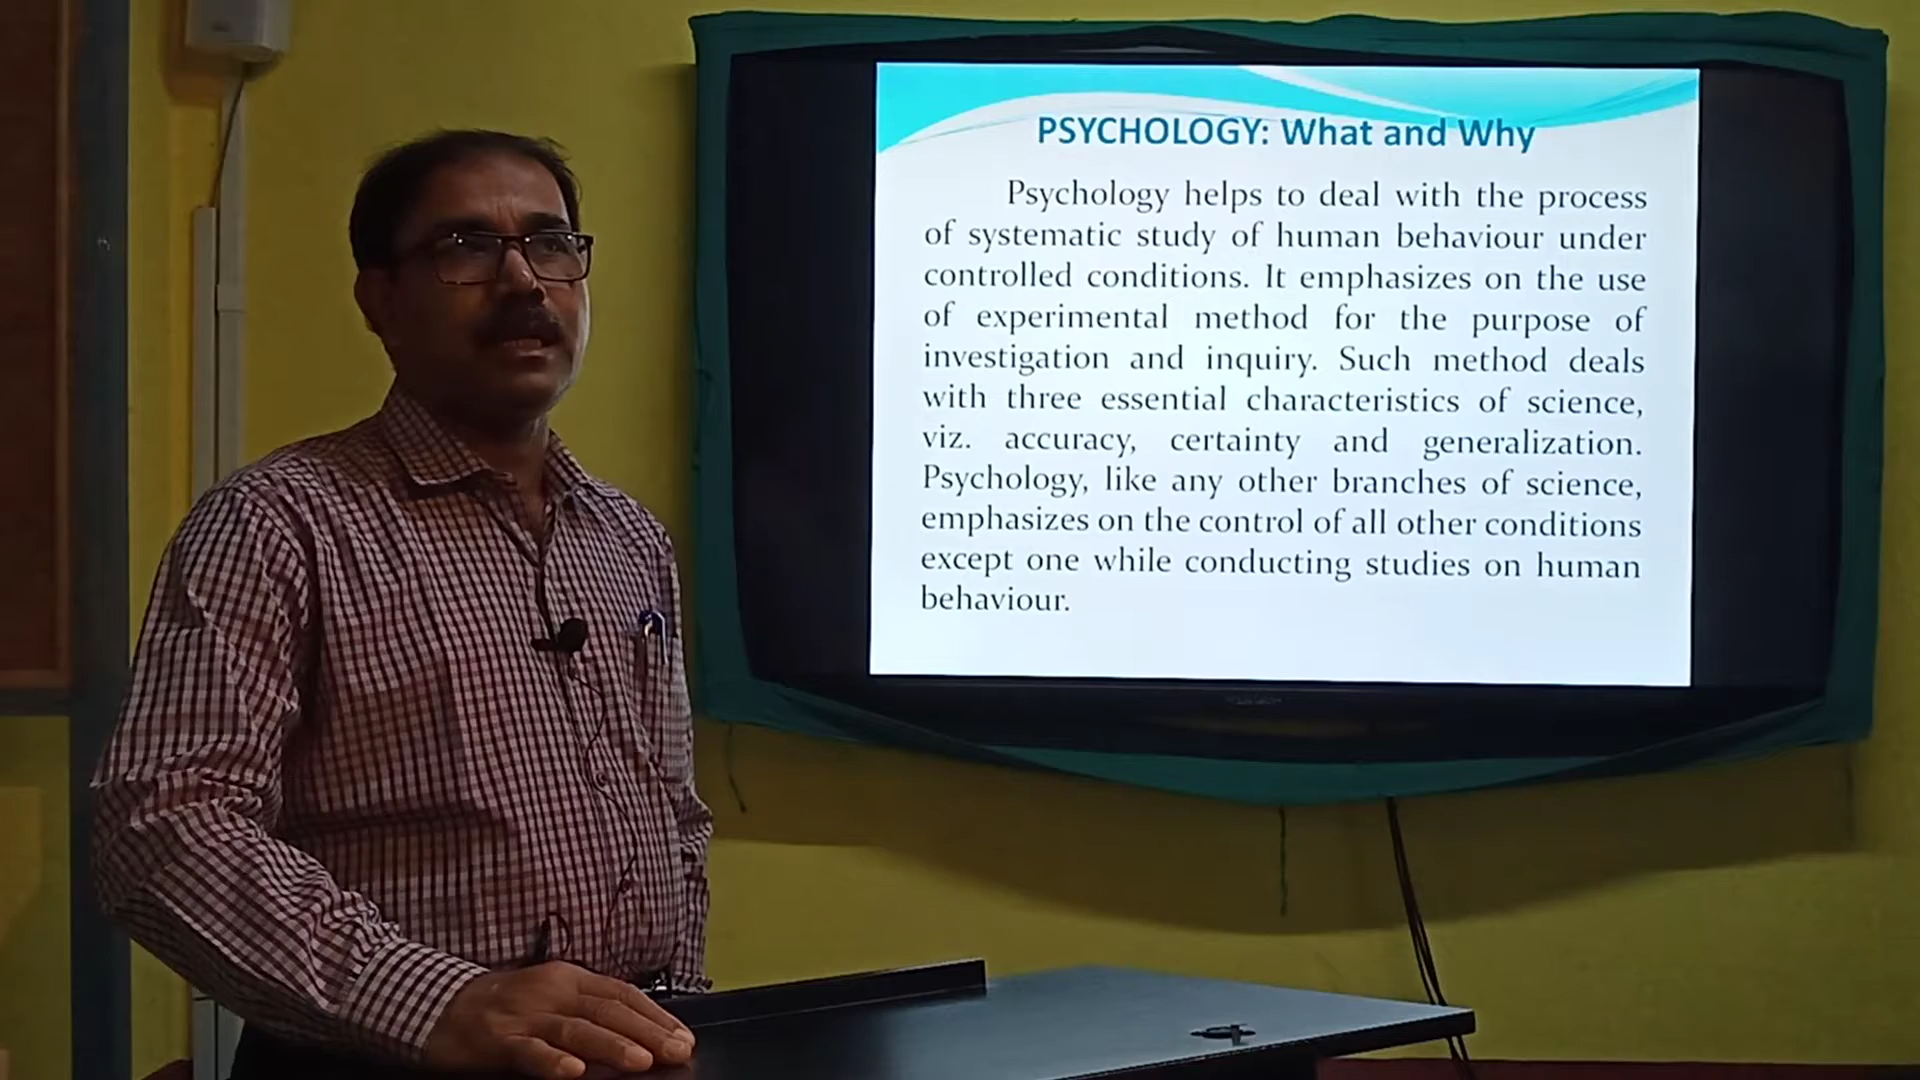 PSYCHOLOGY: What and Why
Psychology helps to deal with the process
of systematic study of human behaviour under
controlled conditions. It emphasizes on the use
of experimental method for the purpose of
investigation and inquiry. Such method deals
with three essential characteristics of science,
viz. accuracy, certainty and generalization.
Psychology, like any other branches of science,
emphasizes on the control of all other conditions
except one while conducting studies on human
behaviour.